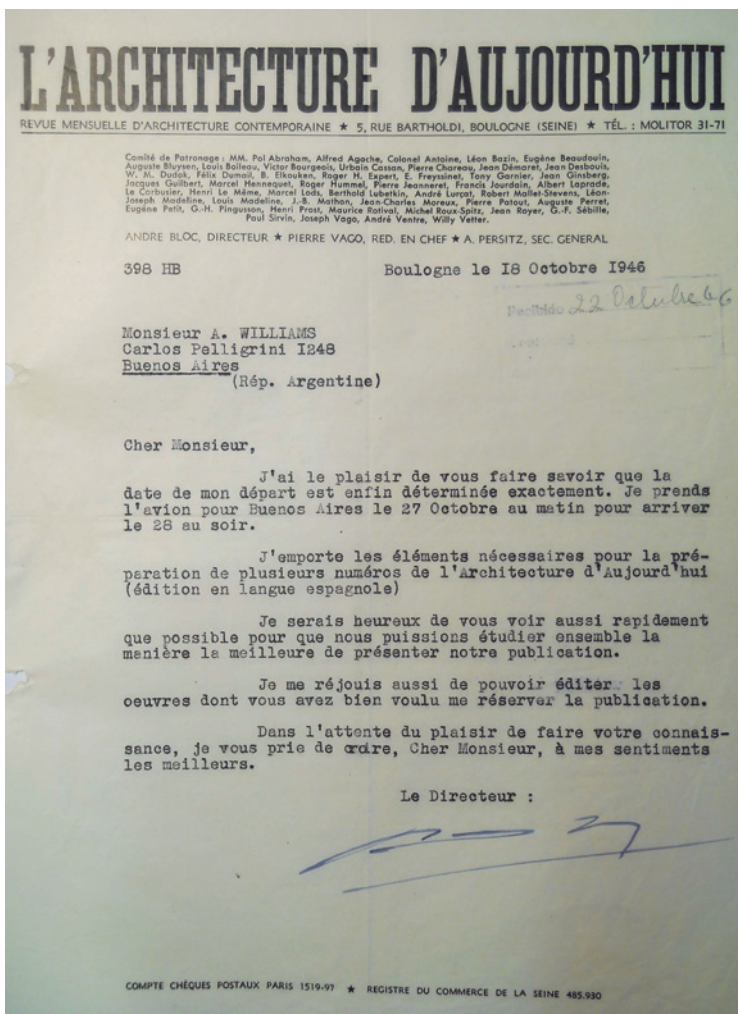 L'ARCHITECTURE D'AUJOURD'HUI
REVUE MENSUELLE D'ARCHITECTURE CONTEMPORAINE ★ 5, RUE BARTHOLDI, BOULOGNE (SEINE) ★ TÉL. : MOLITOR 31-71
Comité de Patronage : MM. Pol Abraham, Alfred Agache, Colonel Antoine, Léon Bazin, Eugène Beaudouin,
Auguste Bluysen, Louis Boileau, Victor Bourgeois, Urbain Cassan, Pierre Chareau, Jean Démaret, Jean Desbouis,
W. M. Dudok, Félix Dumail, B. Elkouken, Roger H. Expert, E. Freyssinet, Tony Garnier, Jean Ginsberg,
Jacques Guilbert, Marcel Hennequet, Roger Hummel, Pierre Jeanneret, Francis Jourdain, Albert Laprade,
Le Corbusier, Henri Le Même, Marcel Lods, Berthold Lubetkin, André Lurçat, Robert Mallet-Stevens, Léon-
Joseph Madeline, Louis Madeline, J.-B. Mathon, Jean-Charles Moreux, Pierre Patout, Auguste Perret,
Eugène Petit, G.-H. Pingusson, Henri Prost, Maurice Rotival, Michel Roux-Spitz, Jean Royer, G.-F. Sébille,
Paul Sirvin, Joseph Vago, André Ventre, Willy Vetter.
ANDRE BLOC, DIRECTEUR ★ PIERRE VAGO, RED. EN CHEF ★ A. PERSITZ, SEC. GENERAL
398 HB Boulogne le I8 Octobre I946
Recibido 22 Octubre 46
Monsieur A. WILLIAMS
Carlos Pelligrini I248
Buenos Aires
(Rép. Argentine)
Cher Monsieur,
J'ai le plaisir de vous faire savoir que la
date de mon départ est enfin déterminée exactement. Je prends
l'avion pour Buenos Aires le 27 Octobre au matin pour arriver
le 28 au soir.
J'emporte les éléments nécessaires pour la pré-
paration de plusieurs numéros de l'Architecture d'Aujourd'hui
(édition en langue espagnole)
Je serais heureux de vous voir aussi rapidement
que possible pour que nous puissions étudier ensemble la
manière la meilleure de présenter notre publication.
Je me réjouis aussi de pouvoir éditer les
oeuvres dont vous avez bien voulu me réserver la publication.
Dans l'attente du plaisir de faire votre connais-
sance, je vous prie de croire, Cher Monsieur, à mes sentiments
les meilleurs.
Le Directeur :
COMPTE CHÈQUES POSTAUX PARIS 1519-97 ★ REGISTRE DU COMMERCE DE LA SEINE 485.930